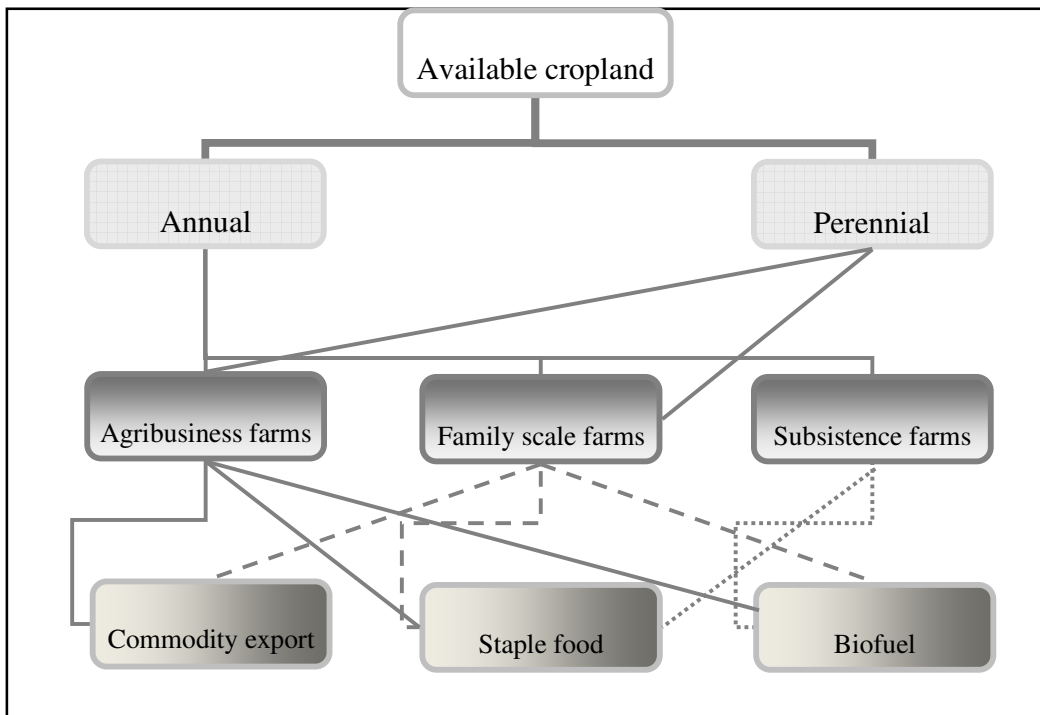 Available cropland
Annual
Perennial
Agribusiness farms
Family scale farms
Subsistence farms
Commodity export
Staple food
Biofuel